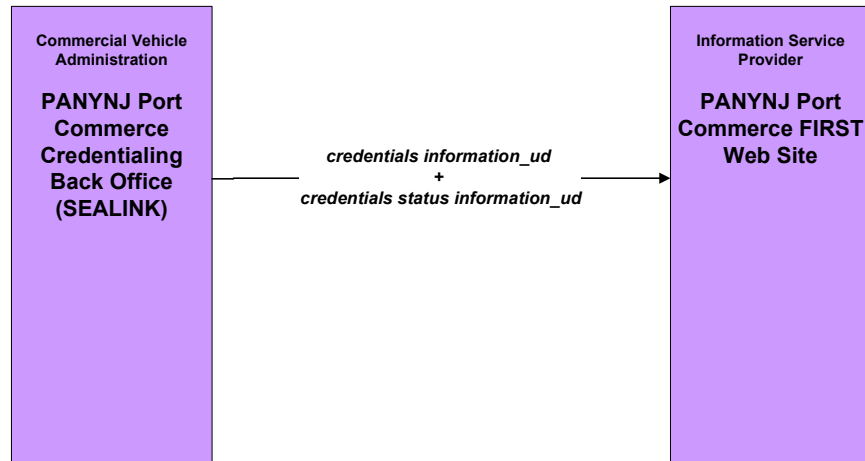 Commercial Vehicle
Administration
PANYNJ Port
Commerce
Credentialing
Back Office
(SEALINK)
credentials information_ud
+
credentials status information_ud
Information Service
Provider
PANYNJ Port
Commerce FIRST
Web Site